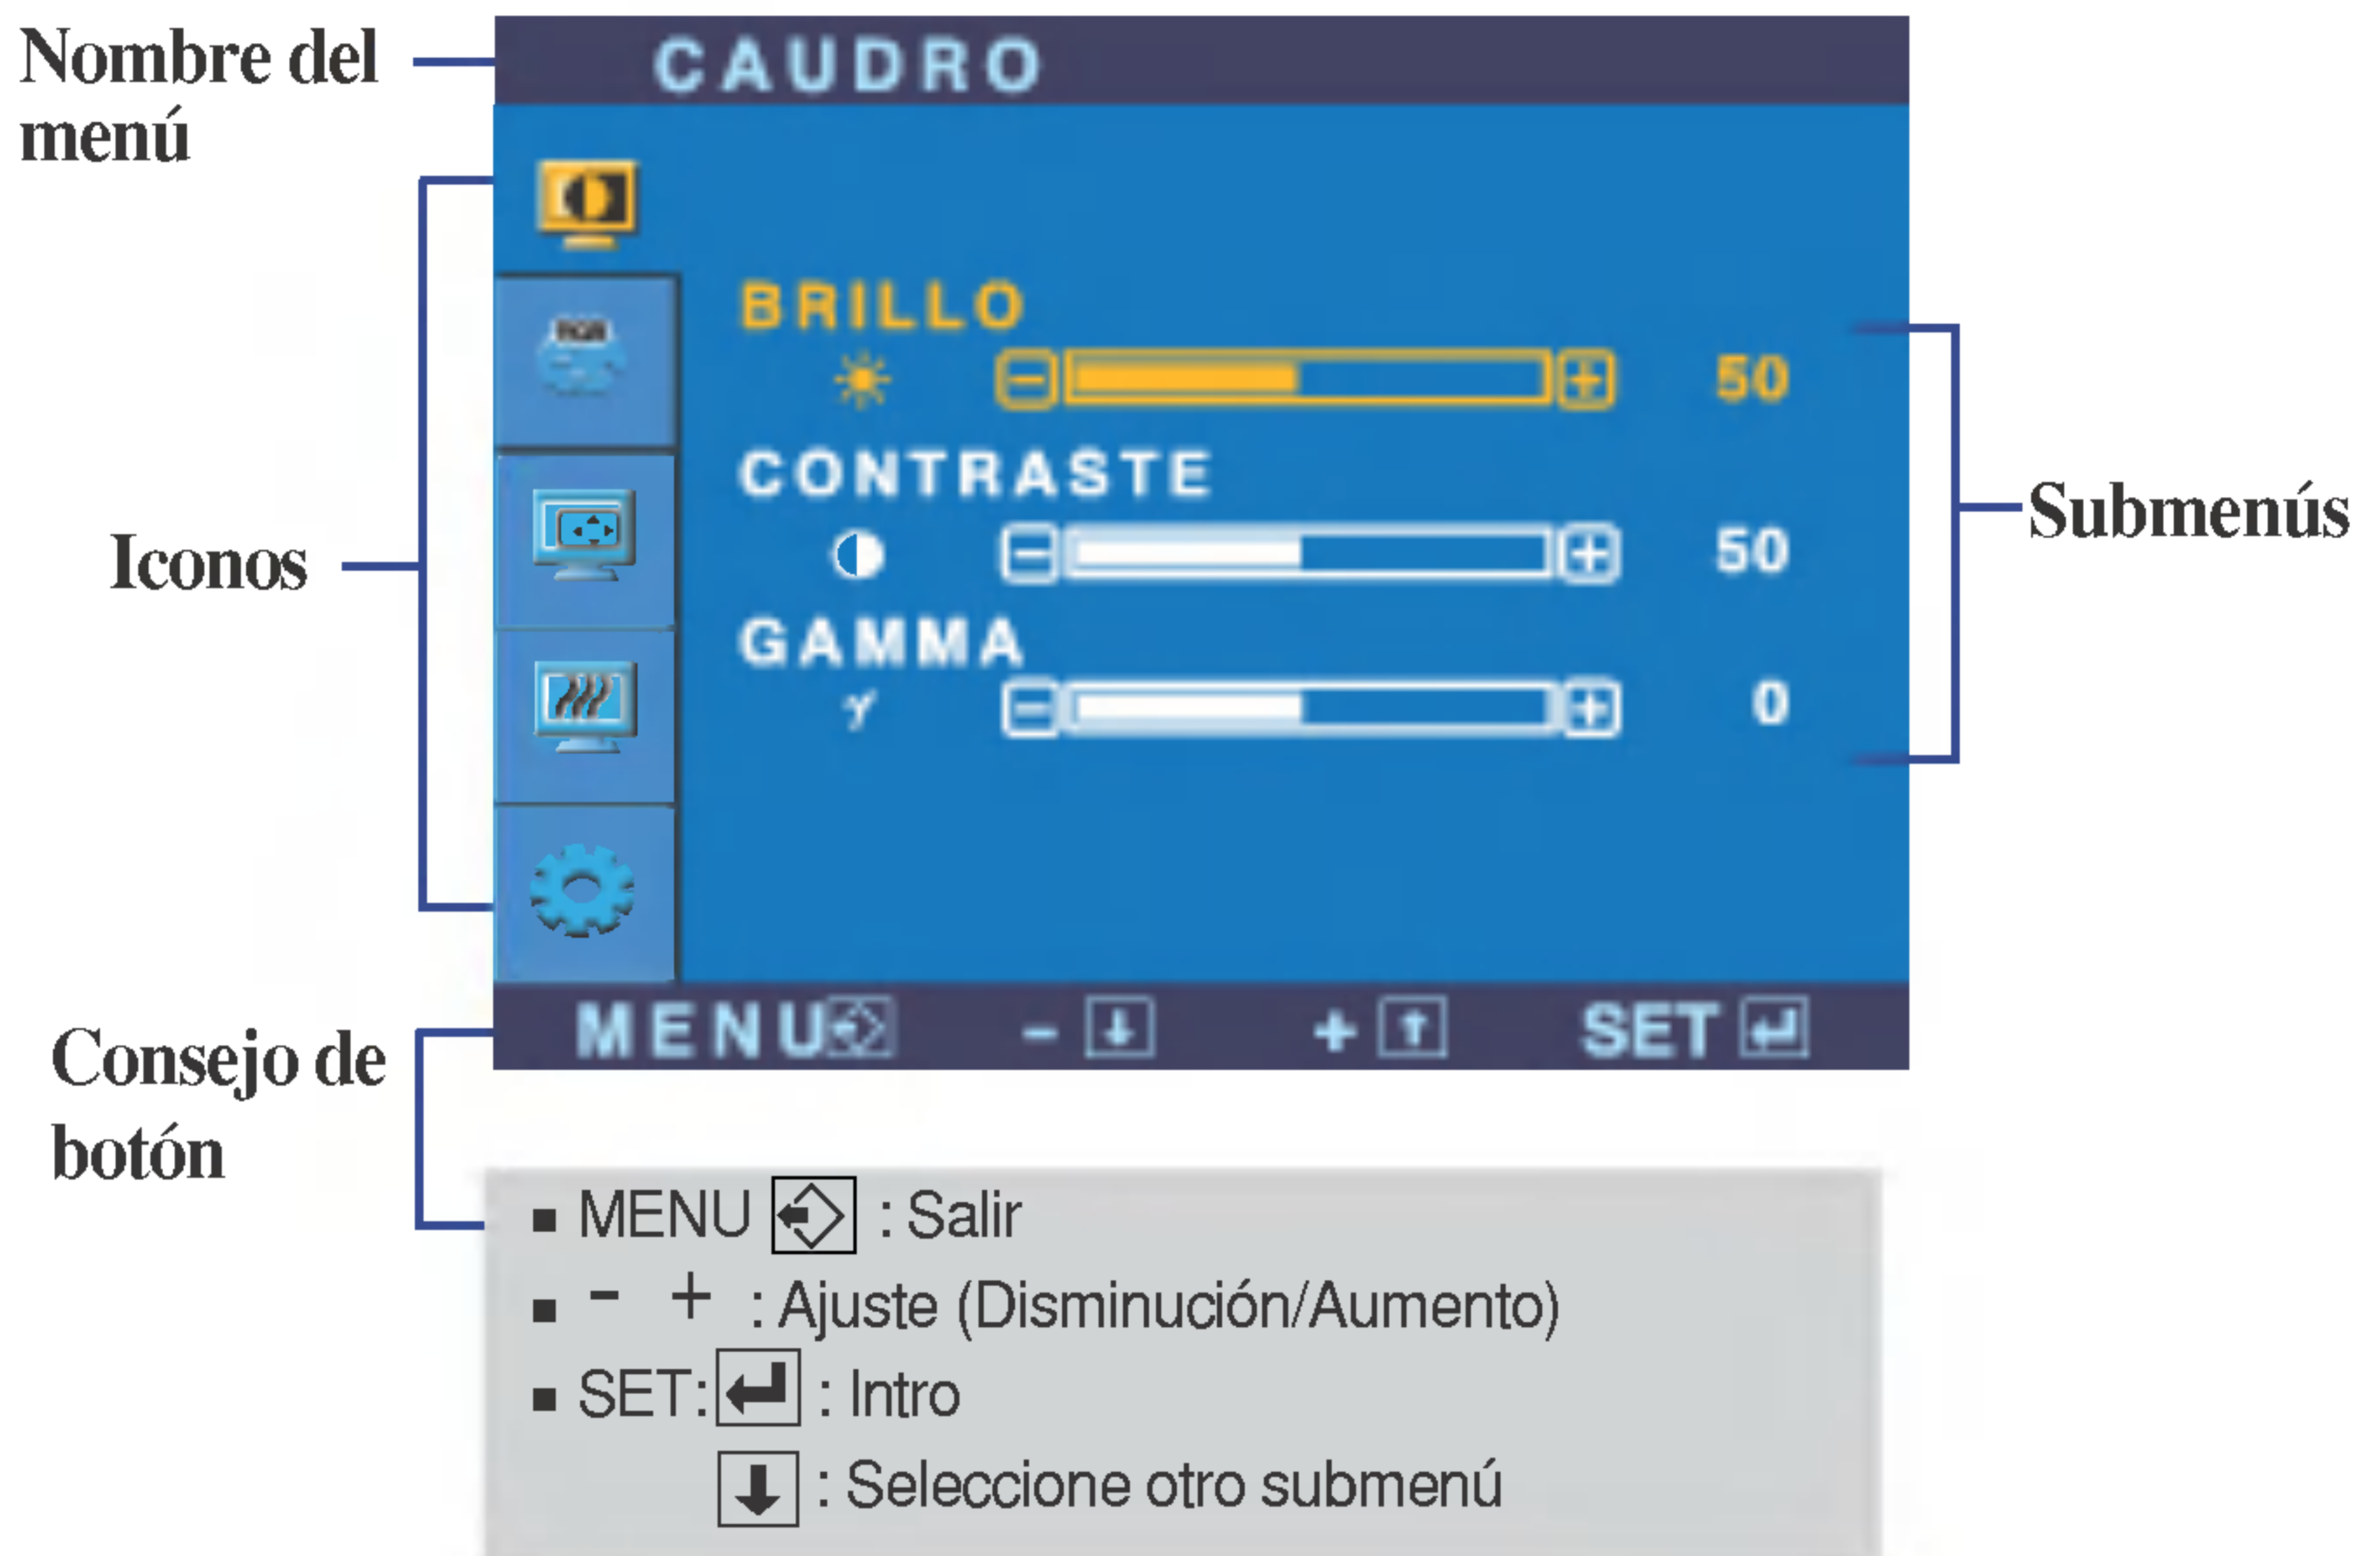 Nombre del
menú
CAUDRO
BRILLO
50
CONTRASTE
50
GAMMA
γ
0
Iconos
Submenús
MENU - + SET
Consejo de
botón
MENU : Salir
- + : Ajuste (Disminución/Aumento)
SET: : Intro
: Seleccione otro submenú